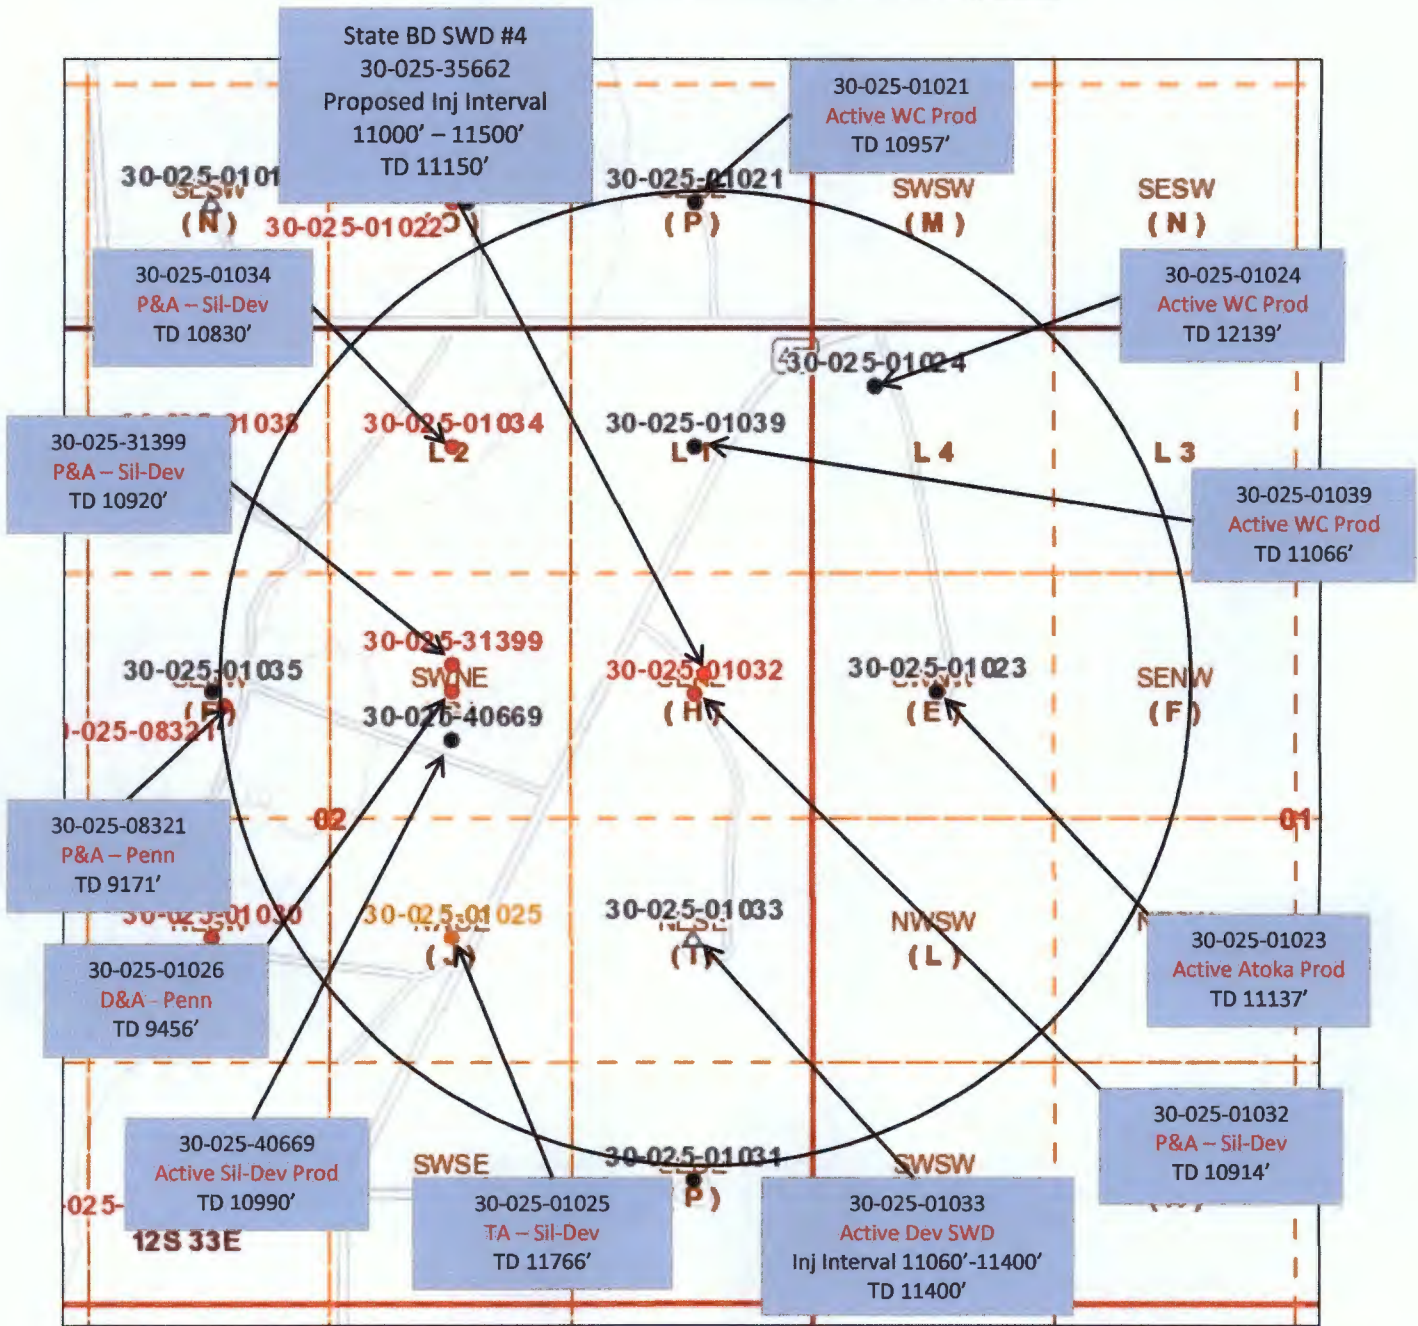 State BD SWD #4
30-025-35662
Proposed Inj Interval
11000’ – 11500’
TD 11150’
30-025-01021
Active WC Prod
TD 10957’
30-025-01021
(P)
SWSW
(M)
SESW
(N)
SESW
(N)
30-025-01022
30-025-01034
P&A – Sil-Dev
TD 10830’
30-025-01024
Active WC Prod
TD 12139’
30-025-01024
30-025-01034
L 2
30-025-01039
L 1
L 4
L 3
30-025-31399
P&A – Sil-Dev
TD 10920’
30-025-01039
Active WC Prod
TD 11066’
30-025-31399
SWNE
30-025-40669
30-025-01035
30-025-01032
(H)
30-025-01023
(E)
SENW
(F)
30-025-08321
P&A – Penn
TD 9171’
02
01
30-025-01030
30-025-01025
(J)
30-025-01033
(I)
NWSW
(L)
30-025-01026
D&A - Penn
TD 9456’
30-025-01023
Active Atoka Prod
TD 11137’
30-025-40669
Active Sil-Dev Prod
TD 10990’
30-025-01032
P&A – Sil-Dev
TD 10914’
SWSE
30-025-01031
(P)
SWSW
30-025-01025
TA – Sil-Dev
TD 11766’
30-025-01033
Active Dev SWD
Inj Interval 11060’-11400’
TD 11400’
12S 33E